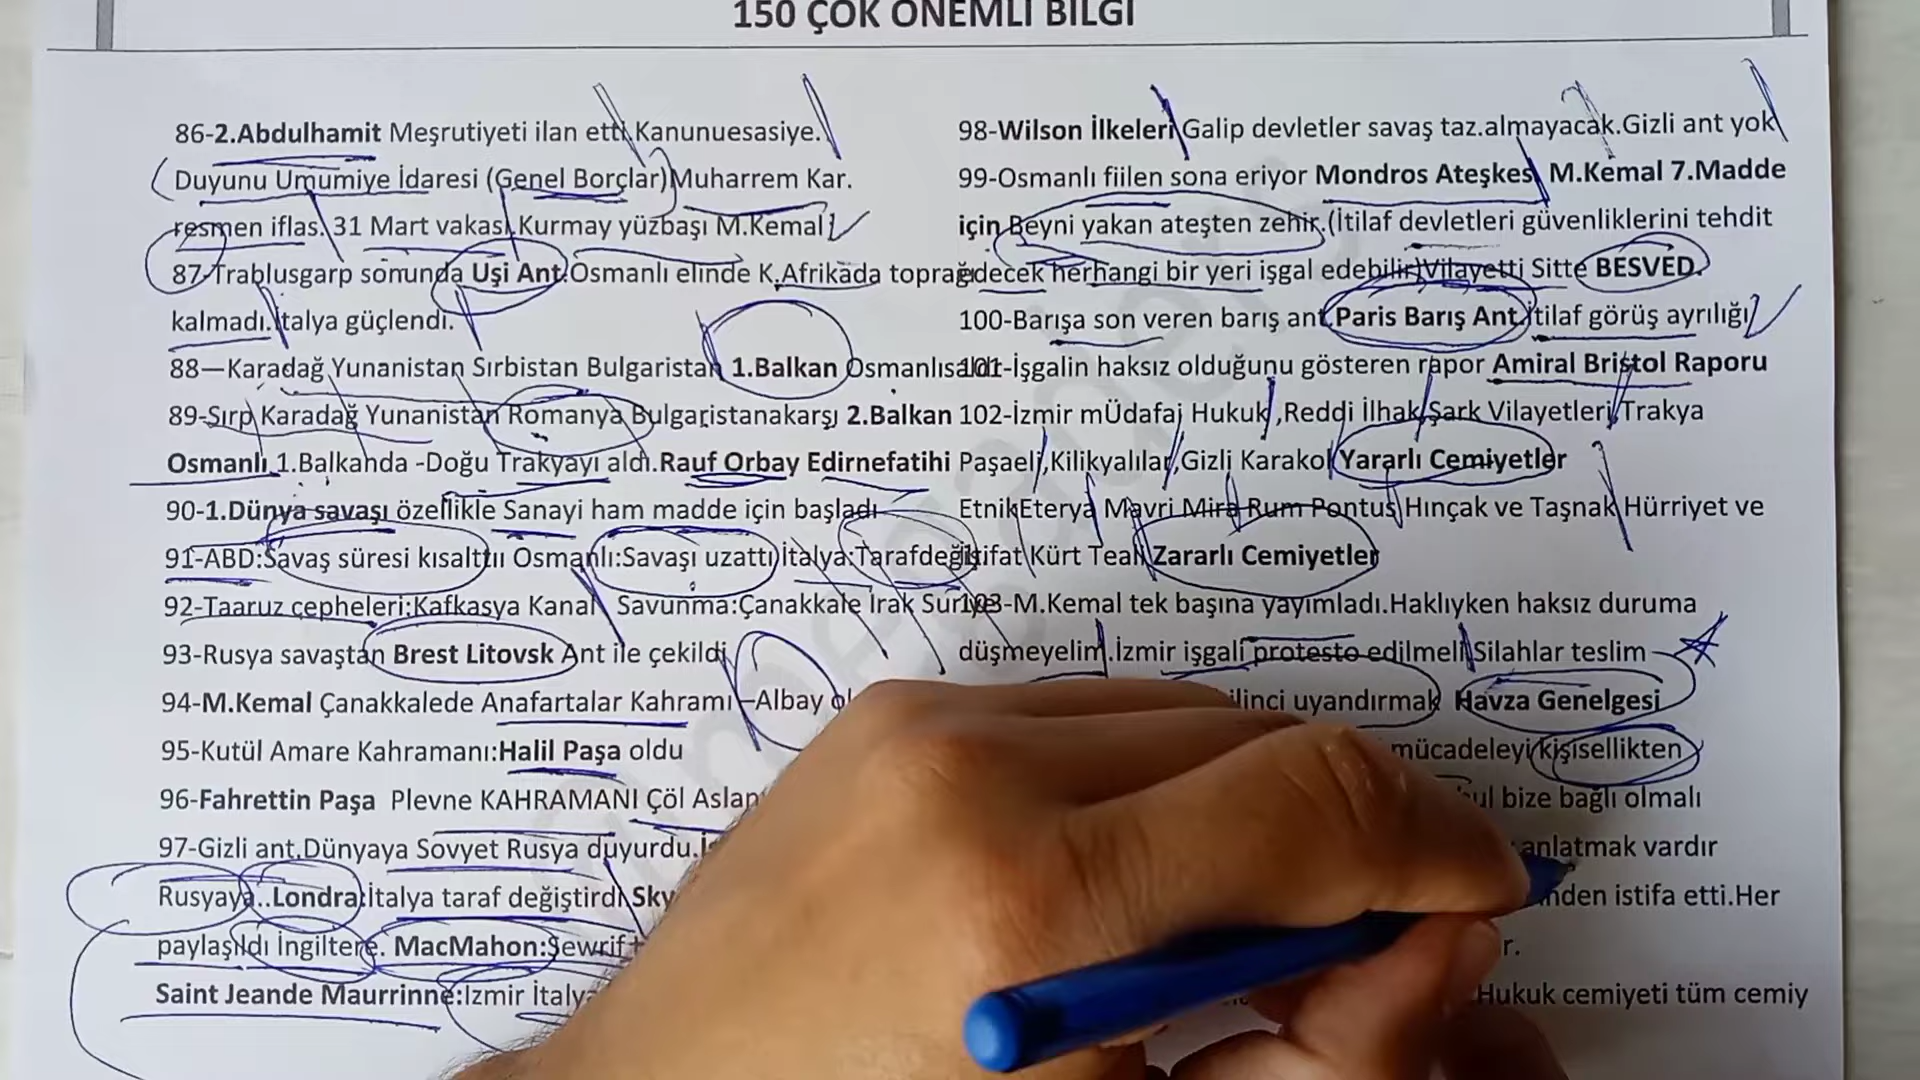 150 ÇOK ÖNEMLİ BİLGİ
86-2.Abdulhamit Meşrutiyeti ilan etti.Kanunuesasiye.
Duyunu Umumiye İdaresi (Genel Borçlar) Muharrem Kar.
resmen iflas. 31 Mart vakası.Kurmay yüzbaşı M.Kemal
87-Trablusgarp sonunda Uşi Ant.Osmanlı elinde K.Afrikada toprağı
kalmadı.İtalya güçlendi.
88—Karadağ Yunanistan Sırbistan Bulgaristan 1.Balkan Osmanlısaldı
89-Sırp Karadağ Yunanistan Romanya Bulgaristanakarşı 2.Balkan
Osmanlı 1.Balkanda -Doğu Trakyayı aldı.Rauf Orbay Edirnefatihi
90-1.Dünya savaşı özellikle Sanayi ham madde için başladı
91-ABD:Savaş süresi kısalttıı Osmanlı:Savaşı uzattı İtalya:Tarafdeğiş
92-Taaruz cepheleri:Kafkasya Kanal Savunma:Çanakkale Irak Suriye
93-Rusya savaştan Brest Litovsk Ant ile çekildi
94-M.Kemal Çanakkalede Anafartalar Kahramı –Albay
95-Kutül Amare Kahramanı:Halil Paşa oldu
96-Fahrettin Paşa Plevne KAHRAMANI Çöl
97-Gizli ant.Dünyaya Sovyet Rusya duyurdu.
Rusyaya..Londra:İtalya taraf değiştirdi
paylaşıldı İngiltere. MacMahon:Şewrif
Saint Jeande Maurrinne:İzmir
98-Wilson İlkeleri Galip devletler savaş taz.almayacak.Gizli ant yok
99-Osmanlı fiilen sona eriyor Mondros Ateşkes M.Kemal 7.Madde
için Beyni yakan ateşten zehir.(İtilaf devletleri güvenliklerini tehdit
edecek herhangi bir yeri işgal edebilir)Vilayetti Sitte BESVED.
100-Barışa son veren barış ant Paris Barış Ant.İtilaf görüş ayrılığı
101-İşgalin haksız olduğunu gösteren rapor Amiral Bristol Raporu
102-İzmir mÜdafai Hukuk ,Reddi İlhak,Şark Vilayetleri,Trakya
Paşaeli,Kilikyalılar,Gizli Karakol Yararlı Cemiyetler
EtnikEterya Mavri Mira Rum Pontus Hınçak ve Taşnak Hürriyet ve
itifat Kürt Teali Zararlı Cemiyetler
103-M.Kemal tek başına yayımladı.Haklıyken haksız duruma
düşmeyelim.İzmir işgali protesto edilmeli Silahlar teslim
uyandırmak Havza Genelgesi
mücadeleyi kişisellikten
bize bağlı olmalı
anlatmak vardır
istifa etti.Her
Hukuk cemiyeti tüm cemiy